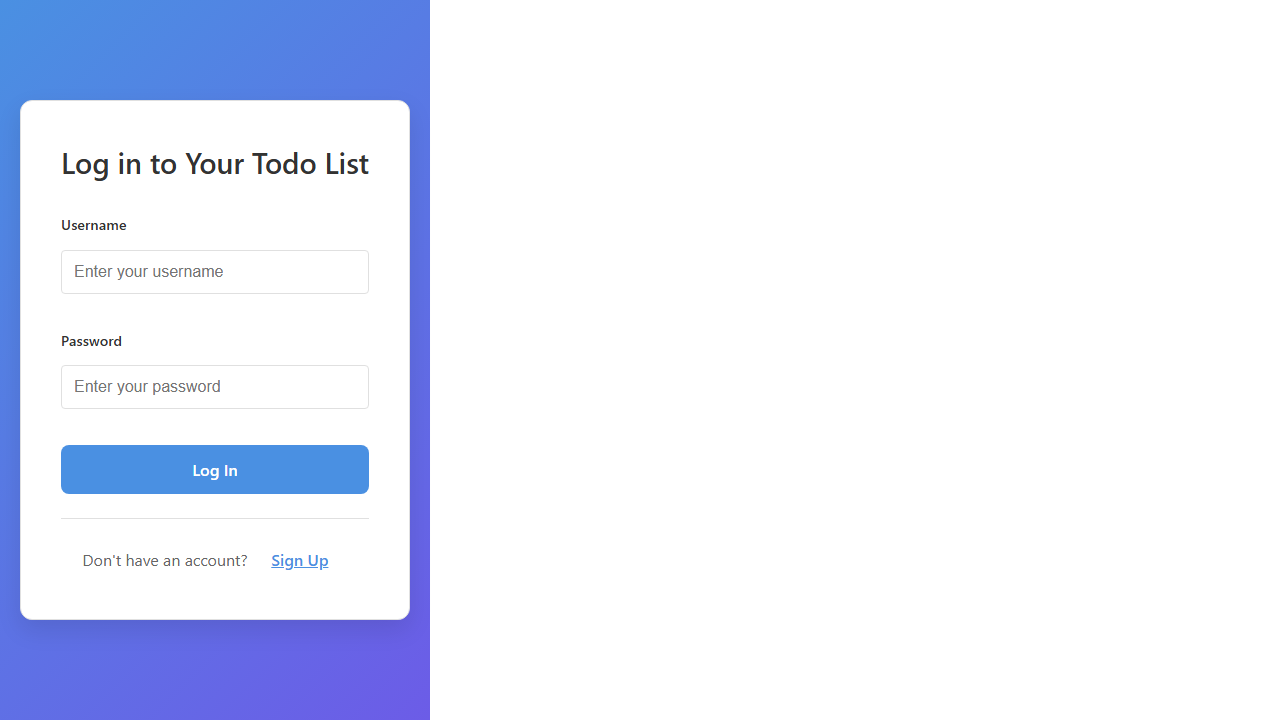 Log in to Your Todo List
Username
Enter your username
Password
Enter your password
Log In
Don't have an account? Sign Up